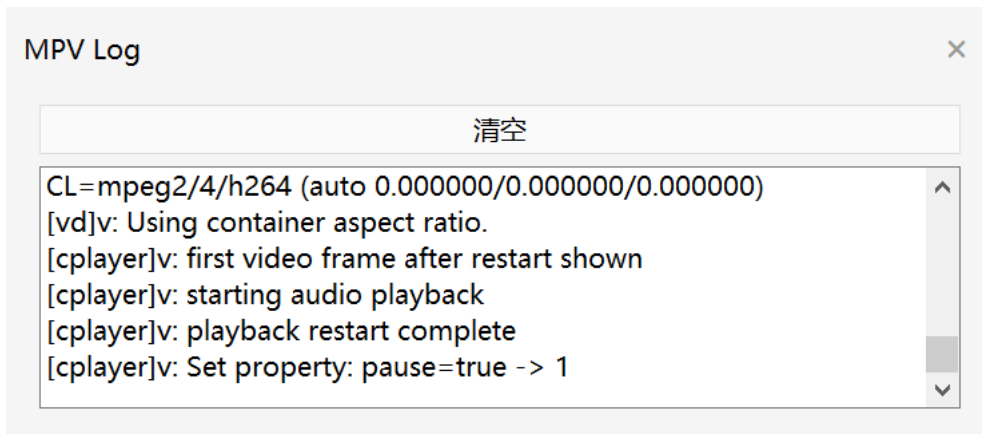 MPV Log
清空
CL=mpeg2/4/h264 (auto 0.000000/0.000000/0.000000)
[vd]v: Using container aspect ratio.
[cplayer]v: first video frame after restart shown
[cplayer]v: starting audio playback
[cplayer]v: playback restart complete
[cplayer]v: Set property: pause=true -> 1